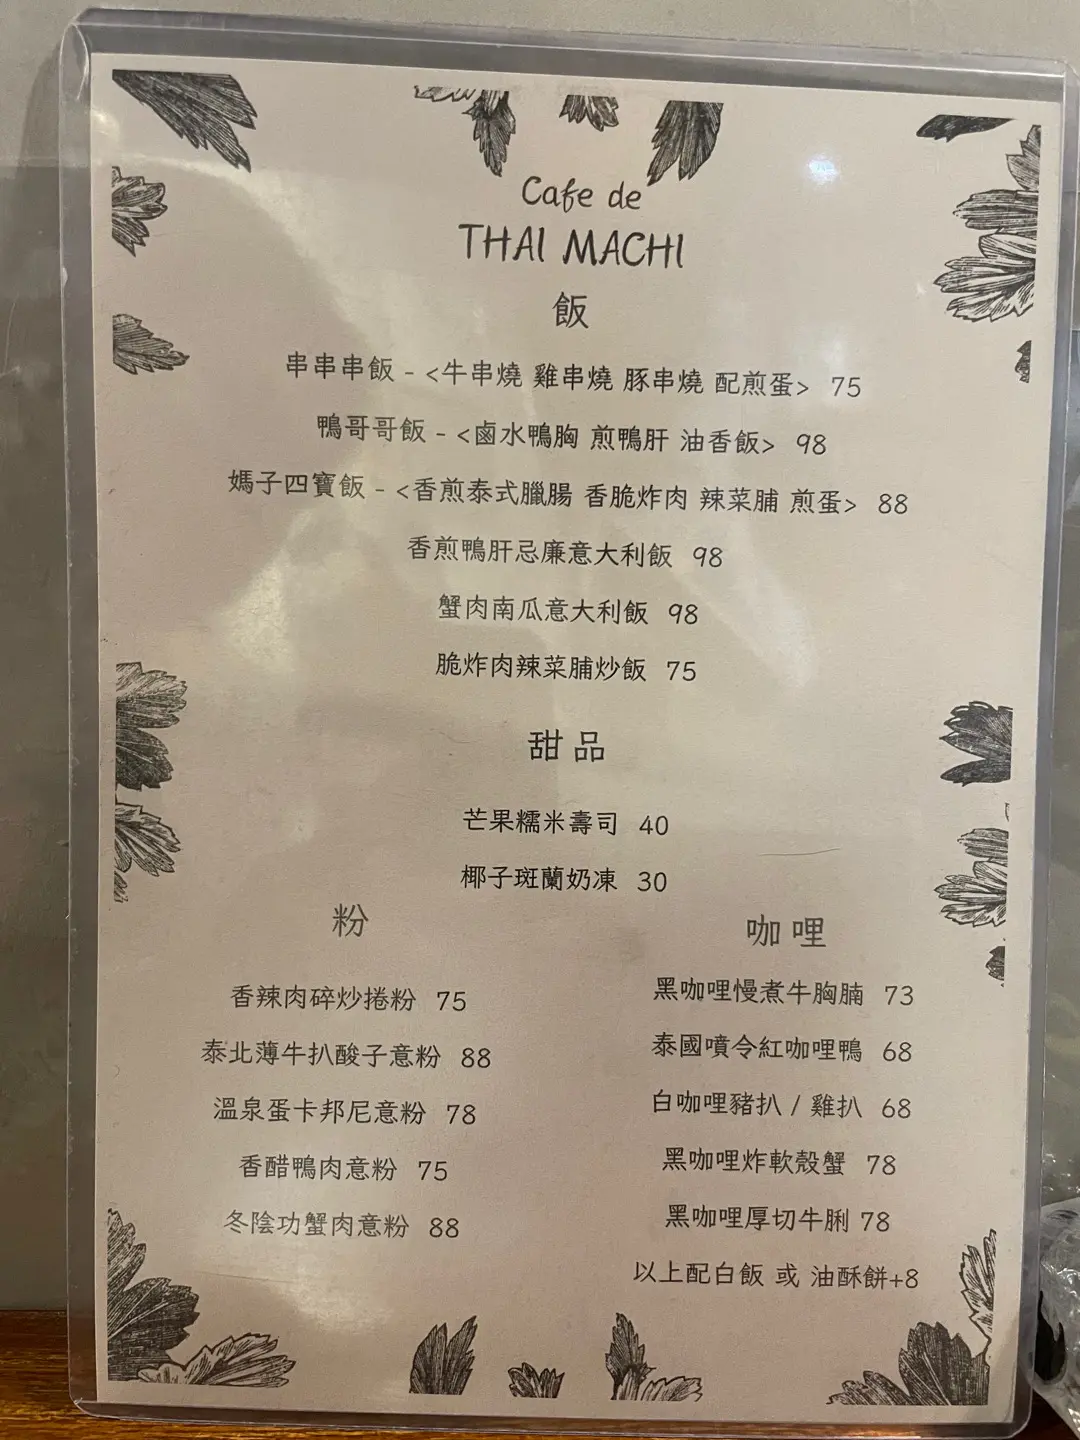 Cafe de
THAI MACHI
飯
串串串飯 - <牛串燒 雞串燒 豚串燒 配煎蛋> 75
鴨哥哥飯 - <鹵水鴨胸 煎鴨肝 油香飯> 98
媽子四寶飯 - <香煎泰式臘腸 香脆炸肉 辣菜脯 煎蛋> 88
香煎鴨肝忌廉意大利飯 98
蟹肉南瓜意大利飯 98
脆炸肉辣菜脯炒飯 75
甜品
芒果糯米壽司 40
椰子斑蘭奶凍 30
粉
香辣肉碎炒捲粉 75
泰北薄牛扒酸子意粉 88
溫泉蛋卡邦尼意粉 78
香醋鴨肉意粉 75
冬陰功蟹肉意粉 88
咖哩
黑咖哩慢煮牛胸腩 73
泰國噴令紅咖哩鴨 68
白咖哩豬扒 / 雞扒 68
黑咖哩炸軟殼蟹 78
黑咖哩厚切牛脷 78
以上配白飯 或 油酥餅+8